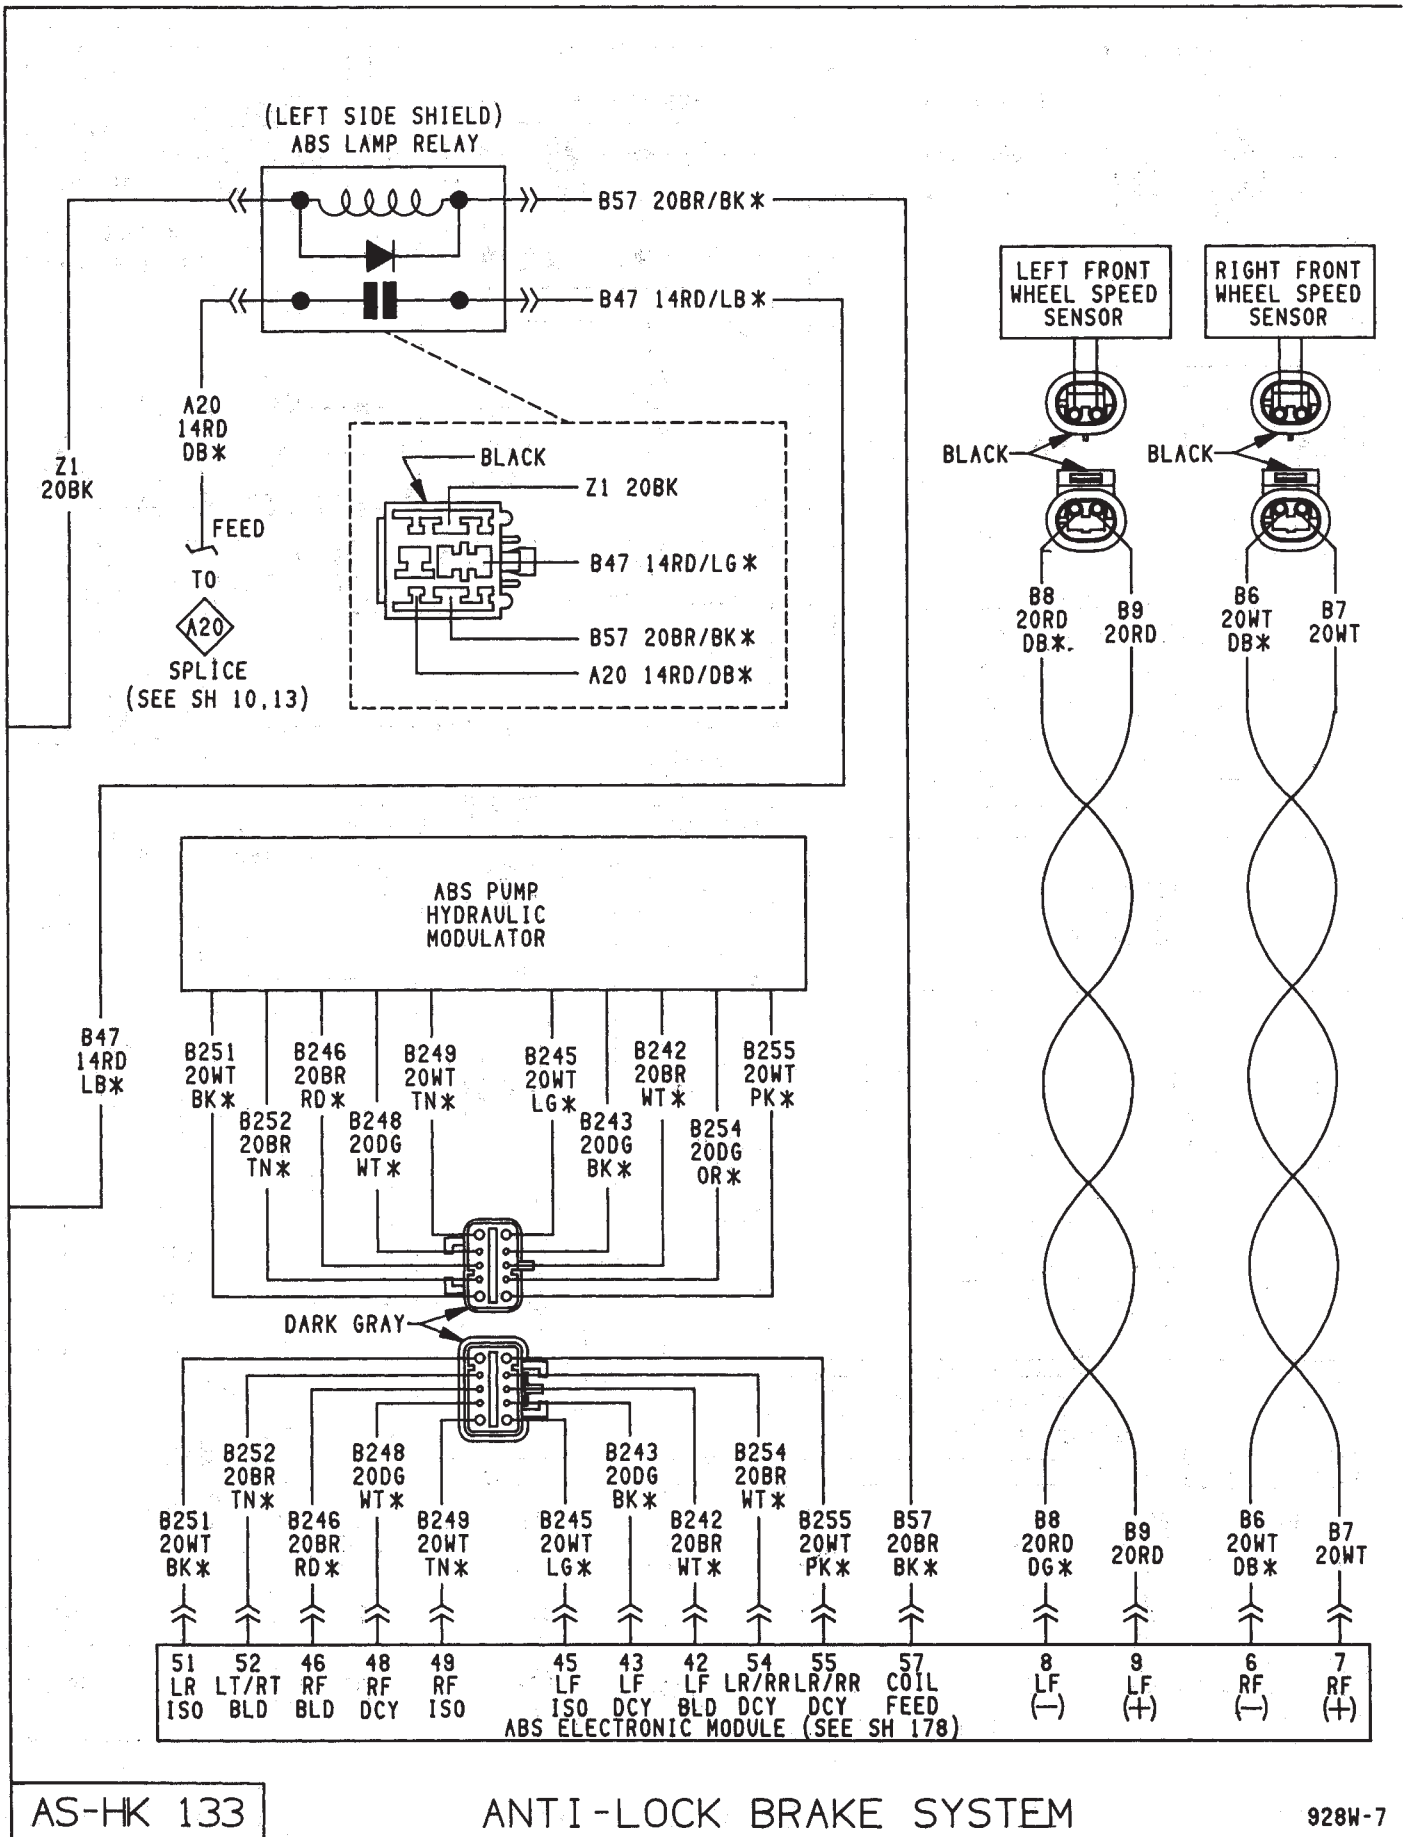 (LEFT SIDE SHIELD)
ABS LAMP RELAY
B57 20BR/BK*
B47 14RD/LB*
LEFT FRONT
WHEEL SPEED
SENSOR
RIGHT FRONT
WHEEL SPEED
SENSOR
A20
14RD
DB*
Z1
20BK
FEED
TO
A20
SPLICE
(SEE SH 10,13)
BLACK
Z1 20BK
B47 14RD/LG*
B57 20BR/BK*
A20 14RD/DB*
BLACK
BLACK
B8
20RD
DB*
B9
20RD
B6
20WT
DB*
B7
20WT
ABS PUMP
HYDRAULIC
MODULATOR
B47
14RD
LB*
B251
20WT
BK*
B252
20BR
TN*
B246
20BR
RD*
B248
20DG
WT*
B249
20WT
TN*
B245
20WT
LG*
B243
20DG
BK*
B242
20BR
WT*
B254
20DG
OR*
B255
20WT
PK*
DARK GRAY
B251
20WT
BK*
B252
20BR
TN*
B246
20BR
RD*
B248
20DG
WT*
B249
20WT
TN*
B245
20WT
LG*
B243
20DG
BK*
B242
20BR
WT*
B254
20BR
WT*
B255
20WT
PK*
B57
20BR
BK*
B8
20RD
DG*
B9
20RD
B6
20WT
DB*
B7
20WT
51 52 46 48 49 45 43 42 54 55 57 8 9 6 7
LR LT/RT RF RF RF LF LF LF LR/RR LR/RR COIL LF LF RF RF
ISO BLD BLD DCY ISO ISO DCY BLD DCY DCY FEED (-) (+) (-) (+)
ABS ELECTRONIC MODULE (SEE SH 178)
AS-HK 133
ANTI-LOCK BRAKE SYSTEM
928W-7